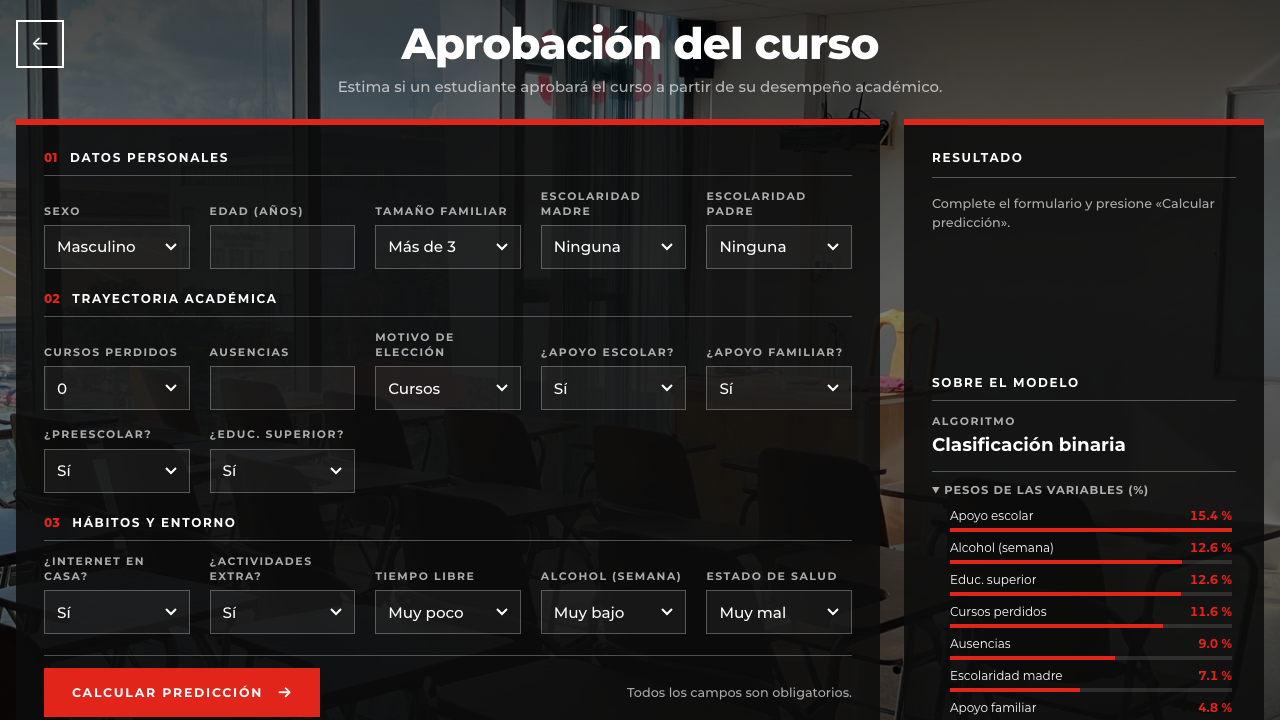 Aprobación del curso
Estima si un estudiante aprobará el curso a partir de su desempeño académico.
01 DATOS PERSONALES
SEXO
EDAD (AÑOS)
TAMAÑO FAMILIAR
ESCOLARIDAD
MADRE
ESCOLARIDAD
PADRE
Masculino
Más de 3
Ninguna
Ninguna
02 TRAYECTORIA ACADÉMICA
CURSOS PERDIDOS
AUSENCIAS
MOTIVO DE
ELECCIÓN
¿APOYO ESCOLAR?
¿APOYO FAMILIAR?
0
Cursos
Sí
Sí
¿PREESCOLAR?
¿EDUC. SUPERIOR?
Sí
Sí
03 HÁBITOS Y ENTORNO
¿INTERNET EN
CASA?
¿ACTIVIDADES
EXTRA?
TIEMPO LIBRE
ALCOHOL (SEMANA)
ESTADO DE SALUD
Sí
Sí
Muy poco
Muy bajo
Muy mal
CALCULAR PREDICCIÓN →
Todos los campos son obligatorios.
RESULTADO
Complete el formulario y presione «Calcular
predicción».
SOBRE EL MODELO
ALGORITMO
Clasificación binaria
▼ PESOS DE LAS VARIABLES (%)
Apoyo escolar 15.4 %
Alcohol (semana) 12.6 %
Educ. superior 12.6 %
Cursos perdidos 11.6 %
Ausencias 9.0 %
Escolaridad madre 7.1 %
Apoyo familiar 4.8 %